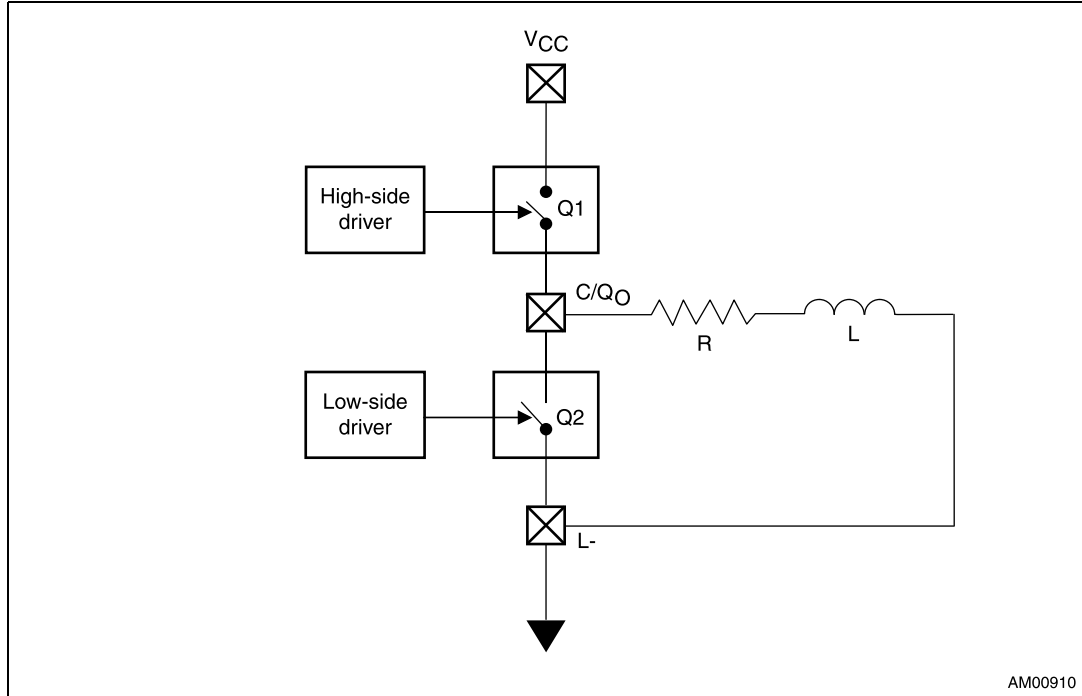 VCC
High-side
driver
Q1
C/QO
R
L
Low-side
driver
Q2
L-
AM00910